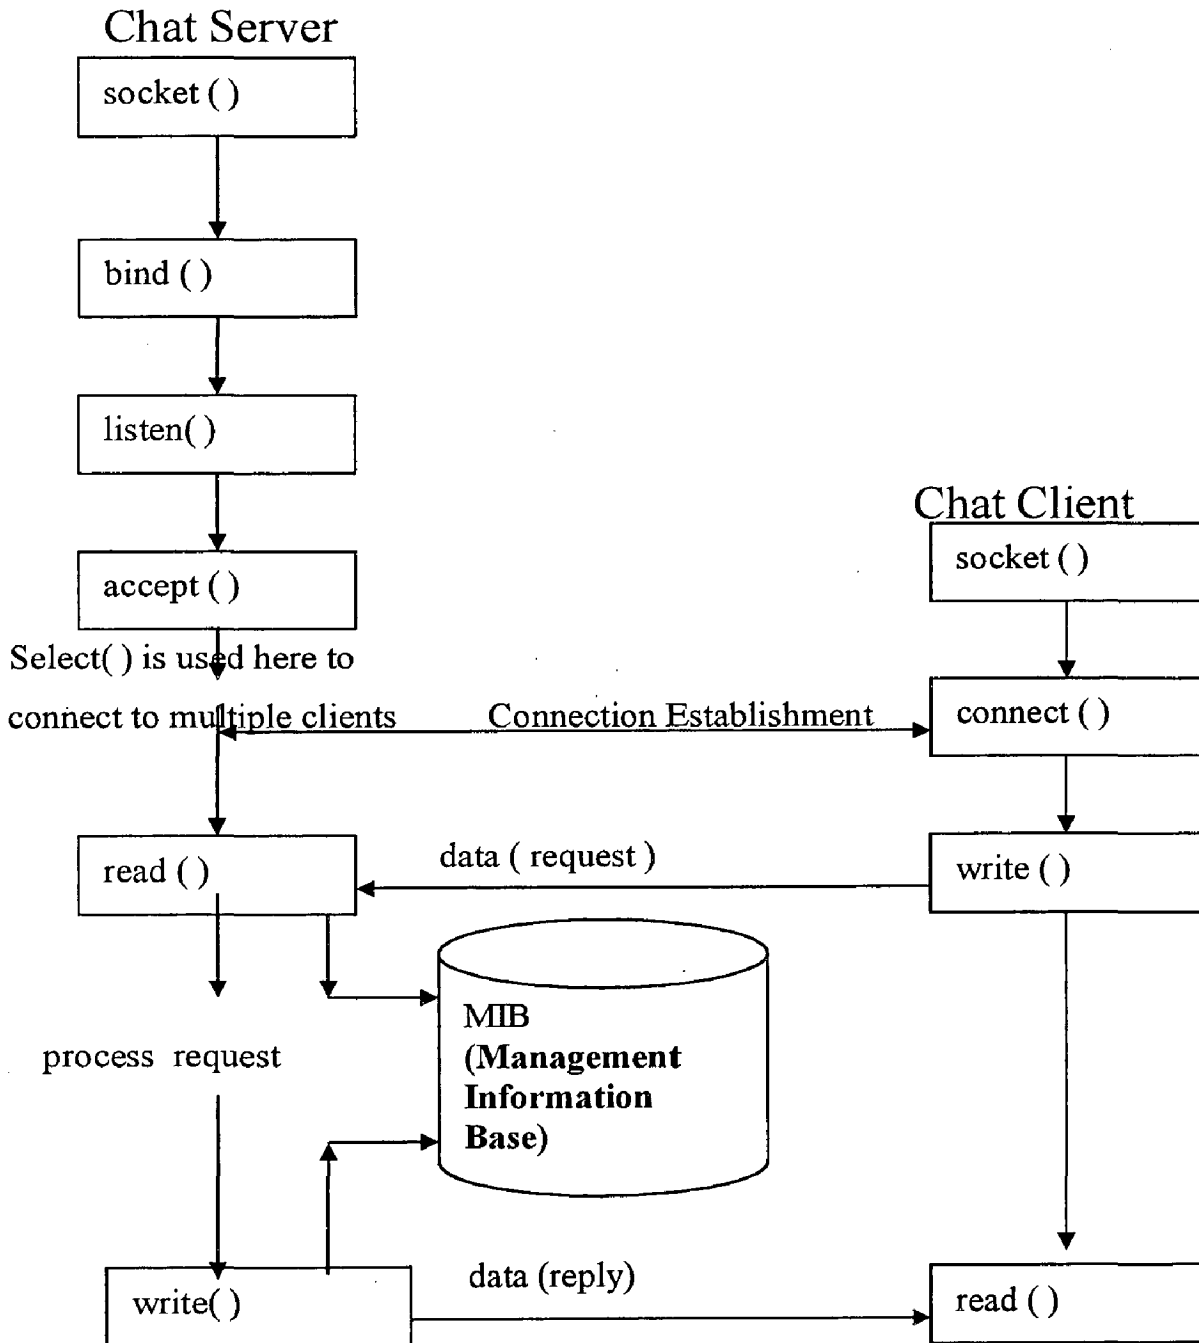 Chat Server
socket ( )
bind ( )
listen( )
accept ( )
Select( ) is used here to
connect to multiple clients
Connection Establishment
Chat Client
socket ( )
connect ( )
read ( )
data ( request )
write ( )
process request
MIB
(Management
Information
Base)
write( )
data (reply)
read ( )